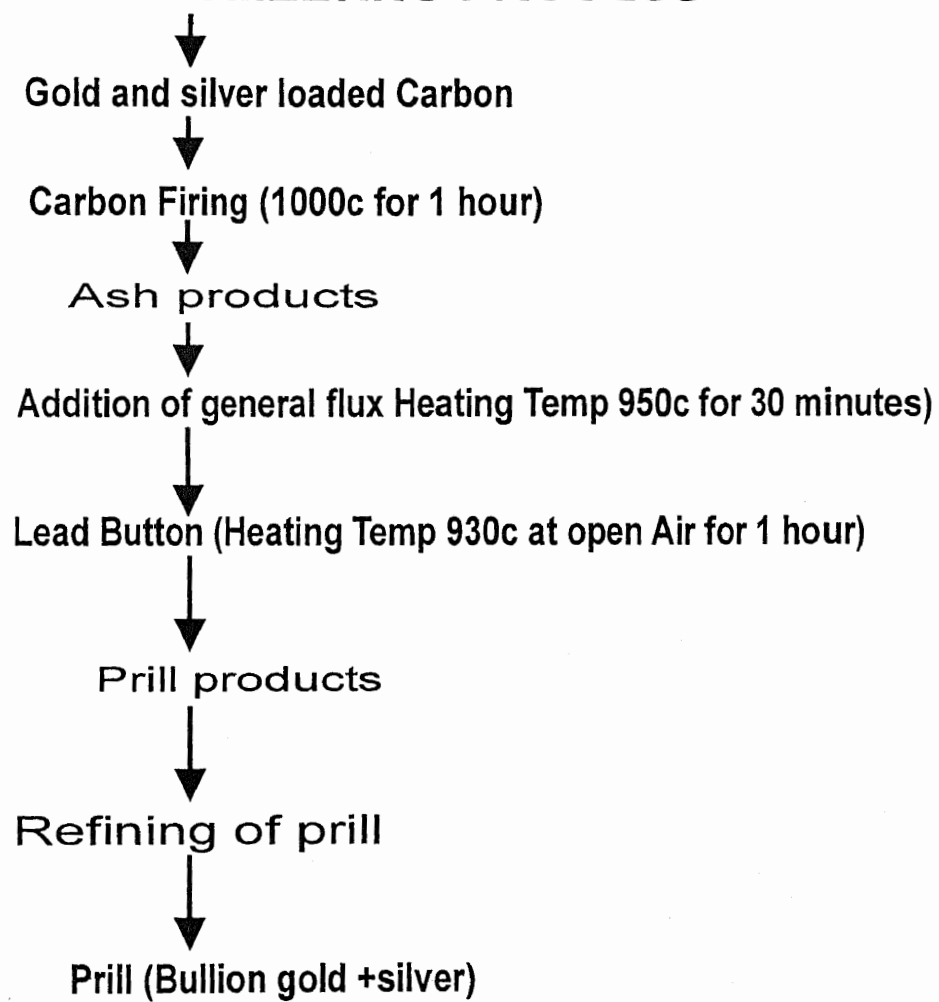 Gold and silver loaded Carbon
Carbon Firing (1000c for 1 hour)
Ash products
Addition of general flux Heating Temp 950c for 30 minutes)
Lead Button (Heating Temp 930c at open Air for 1 hour)
Prill products
Refining of prill
Prill (Bullion gold +silver)